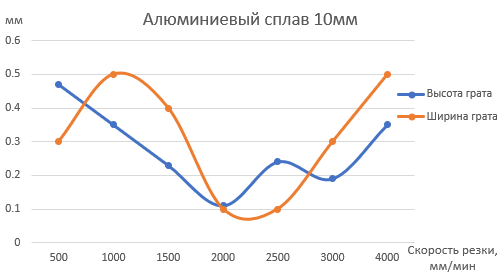 Алюминиевый сплав 10мм
мм
0.6
0.5
0.4
0.3
0.2
0.1
0
500 1000 1500 2000 2500 3000 4000
Скорость резки,
мм/мин
Высота грата
Ширина грата